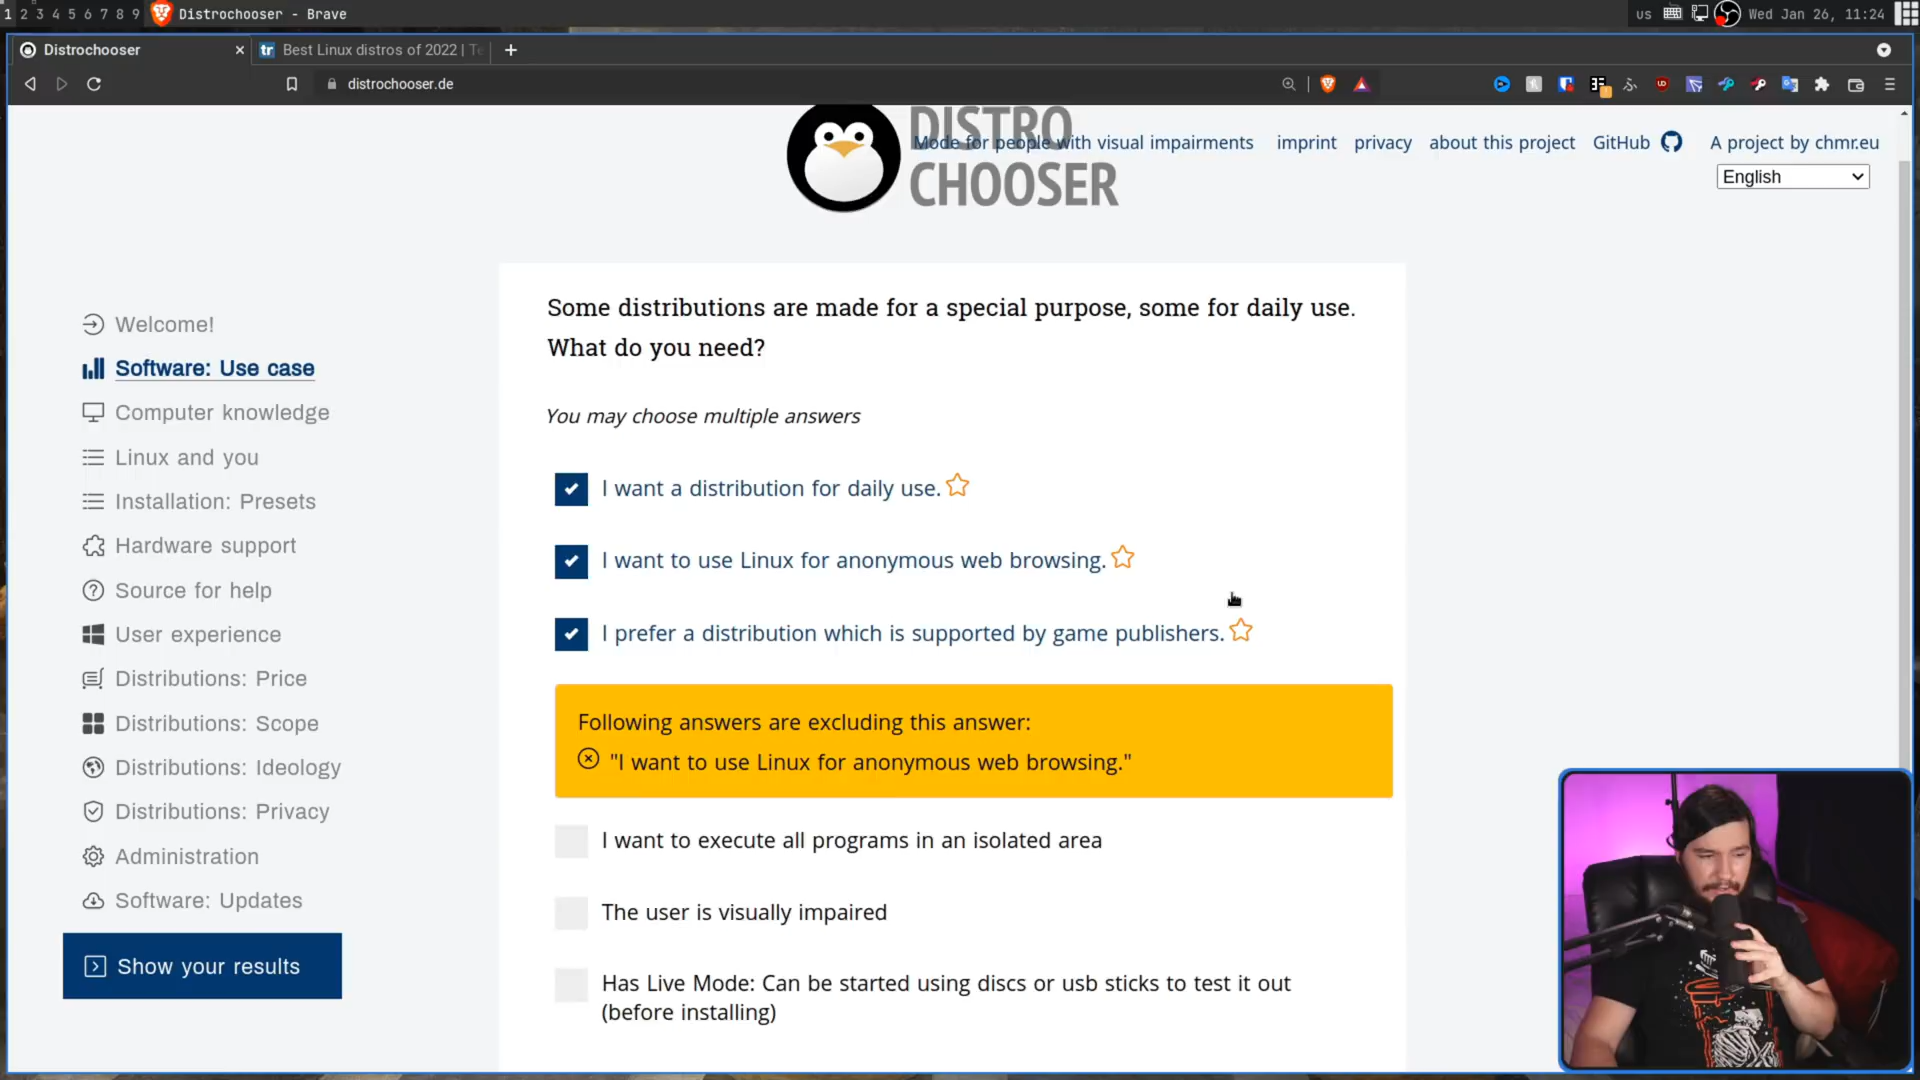 1 2 3 4 5 6 7 8 9 Distrochooser - Brave us Wed Jan 26, 11:24
Distrochooser × tr Best Linux distros of 2022 | Te +
distrochooser.de
DISTRO
CHOOSER
Mode for people with visual impairments imprint privacy about this project GitHub A project by chmr.eu
English
Some distributions are made for a special purpose, some for daily use.
What do you need?
You may choose multiple answers
I want a distribution for daily use.
I want to use Linux for anonymous web browsing.
I prefer a distribution which is supported by game publishers.
Following answers are excluding this answer:
"I want to use Linux for anonymous web browsing."
I want to execute all programs in an isolated area
The user is visually impaired
Has Live Mode: Can be started using discs or usb sticks to test it out
(before installing)
Welcome!
Software: Use case
Computer knowledge
Linux and you
Installation: Presets
Hardware support
Source for help
User experience
Distributions: Price
Distributions: Scope
Distributions: Ideology
Distributions: Privacy
Administration
Software: Updates
Show your results